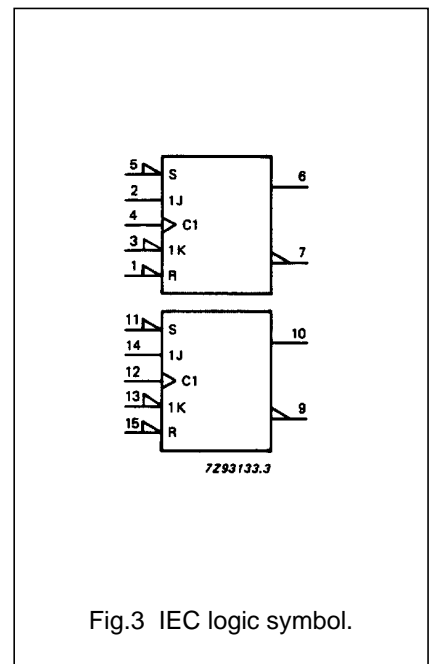 5 S 6
2 1J
4 C1
3 1K 7
1 R
11 S 10
14 1J
12 C1
13 1K 9
15 R
7Z93133.3
Fig.3 IEC logic symbol.